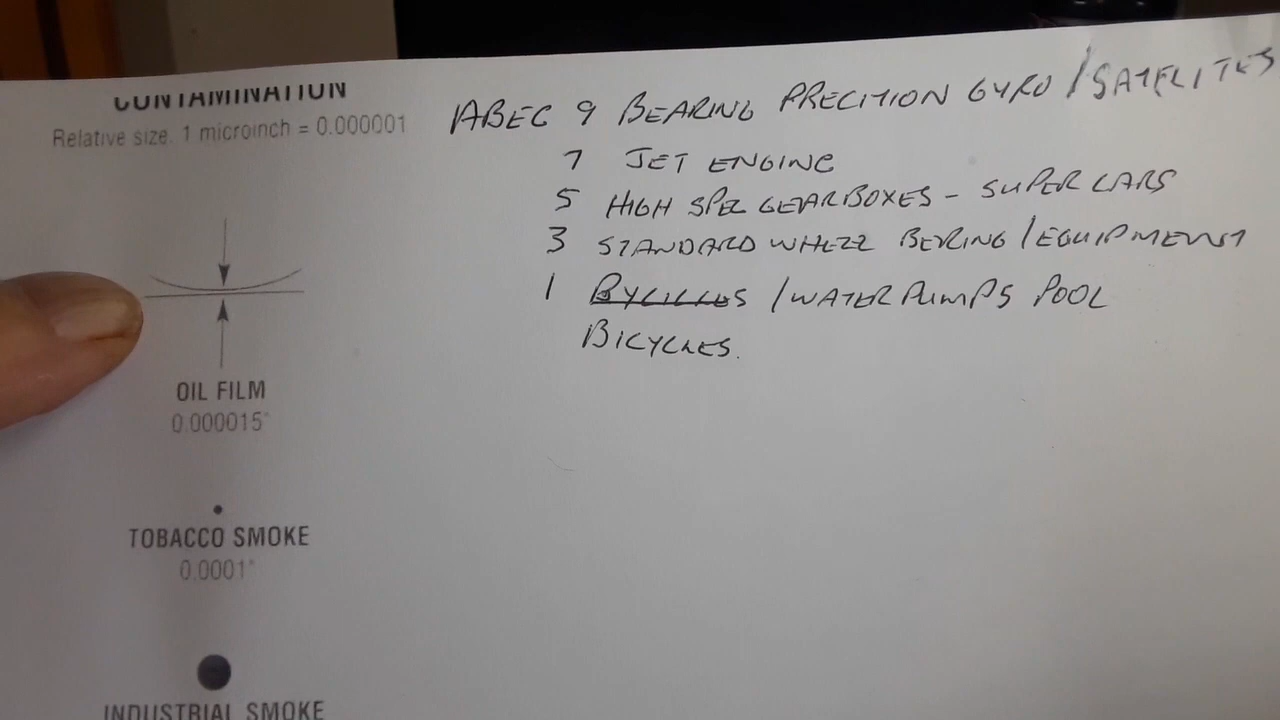 CONTAMINATION
Relative size. 1 microinch = 0.000001
OIL FILM
0.000015"
TOBACCO SMOKE
0.0001"
INDUSTRIAL SMOKE
ABEC 9 BEARING PRECITION GYRO / SATELITES
7 JET ENGINE
5 HIGH SPEC GEARBOXES - SUPER CARS
3 STANDARD WHEEL BERING / EQUIPMENT
1 BYCICLES / WATER PUMPS POOL
BICYCLES.